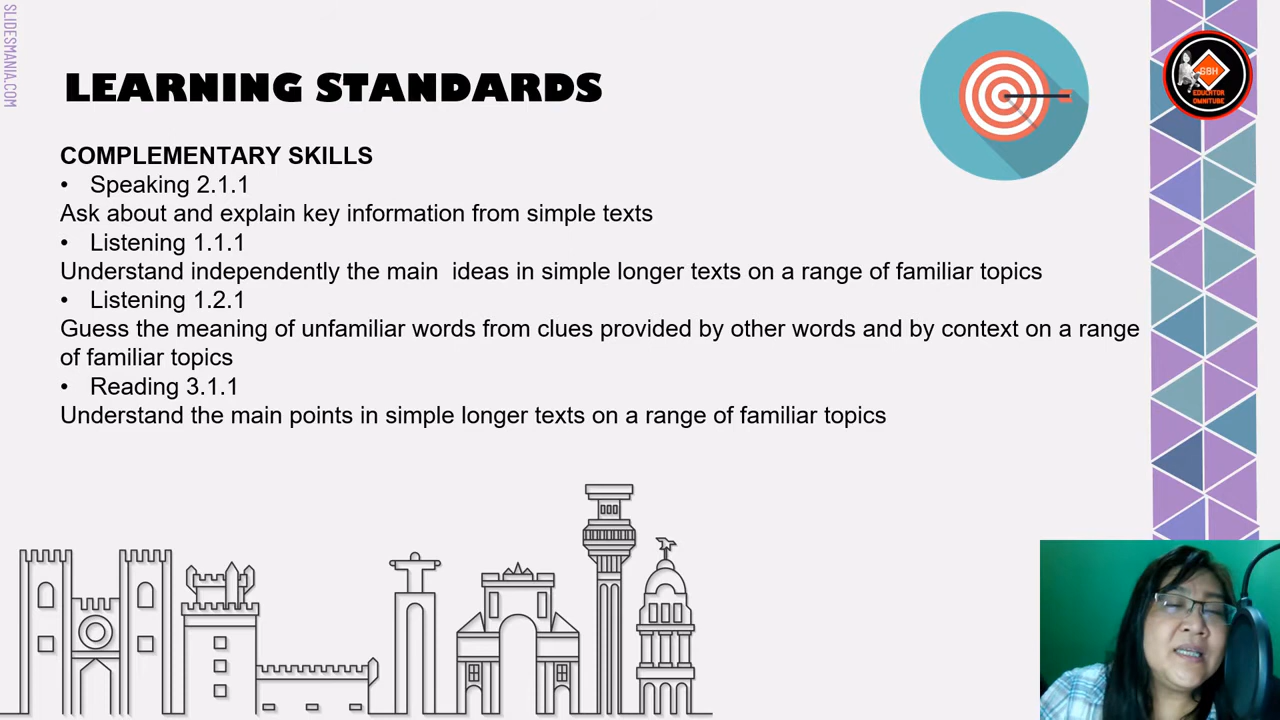 SLIDESMANIA.COM
LEARNING STANDARDS
COMPLEMENTARY SKILLS
• Speaking 2.1.1
Ask about and explain key information from simple texts
• Listening 1.1.1
Understand independently the main  ideas in simple longer texts on a range of familiar topics
• Listening 1.2.1
Guess the meaning of unfamiliar words from clues provided by other words and by context on a range
of familiar topics
• Reading 3.1.1
Understand the main points in simple longer texts on a range of familiar topics
EDUCATOR
OMNITUBE